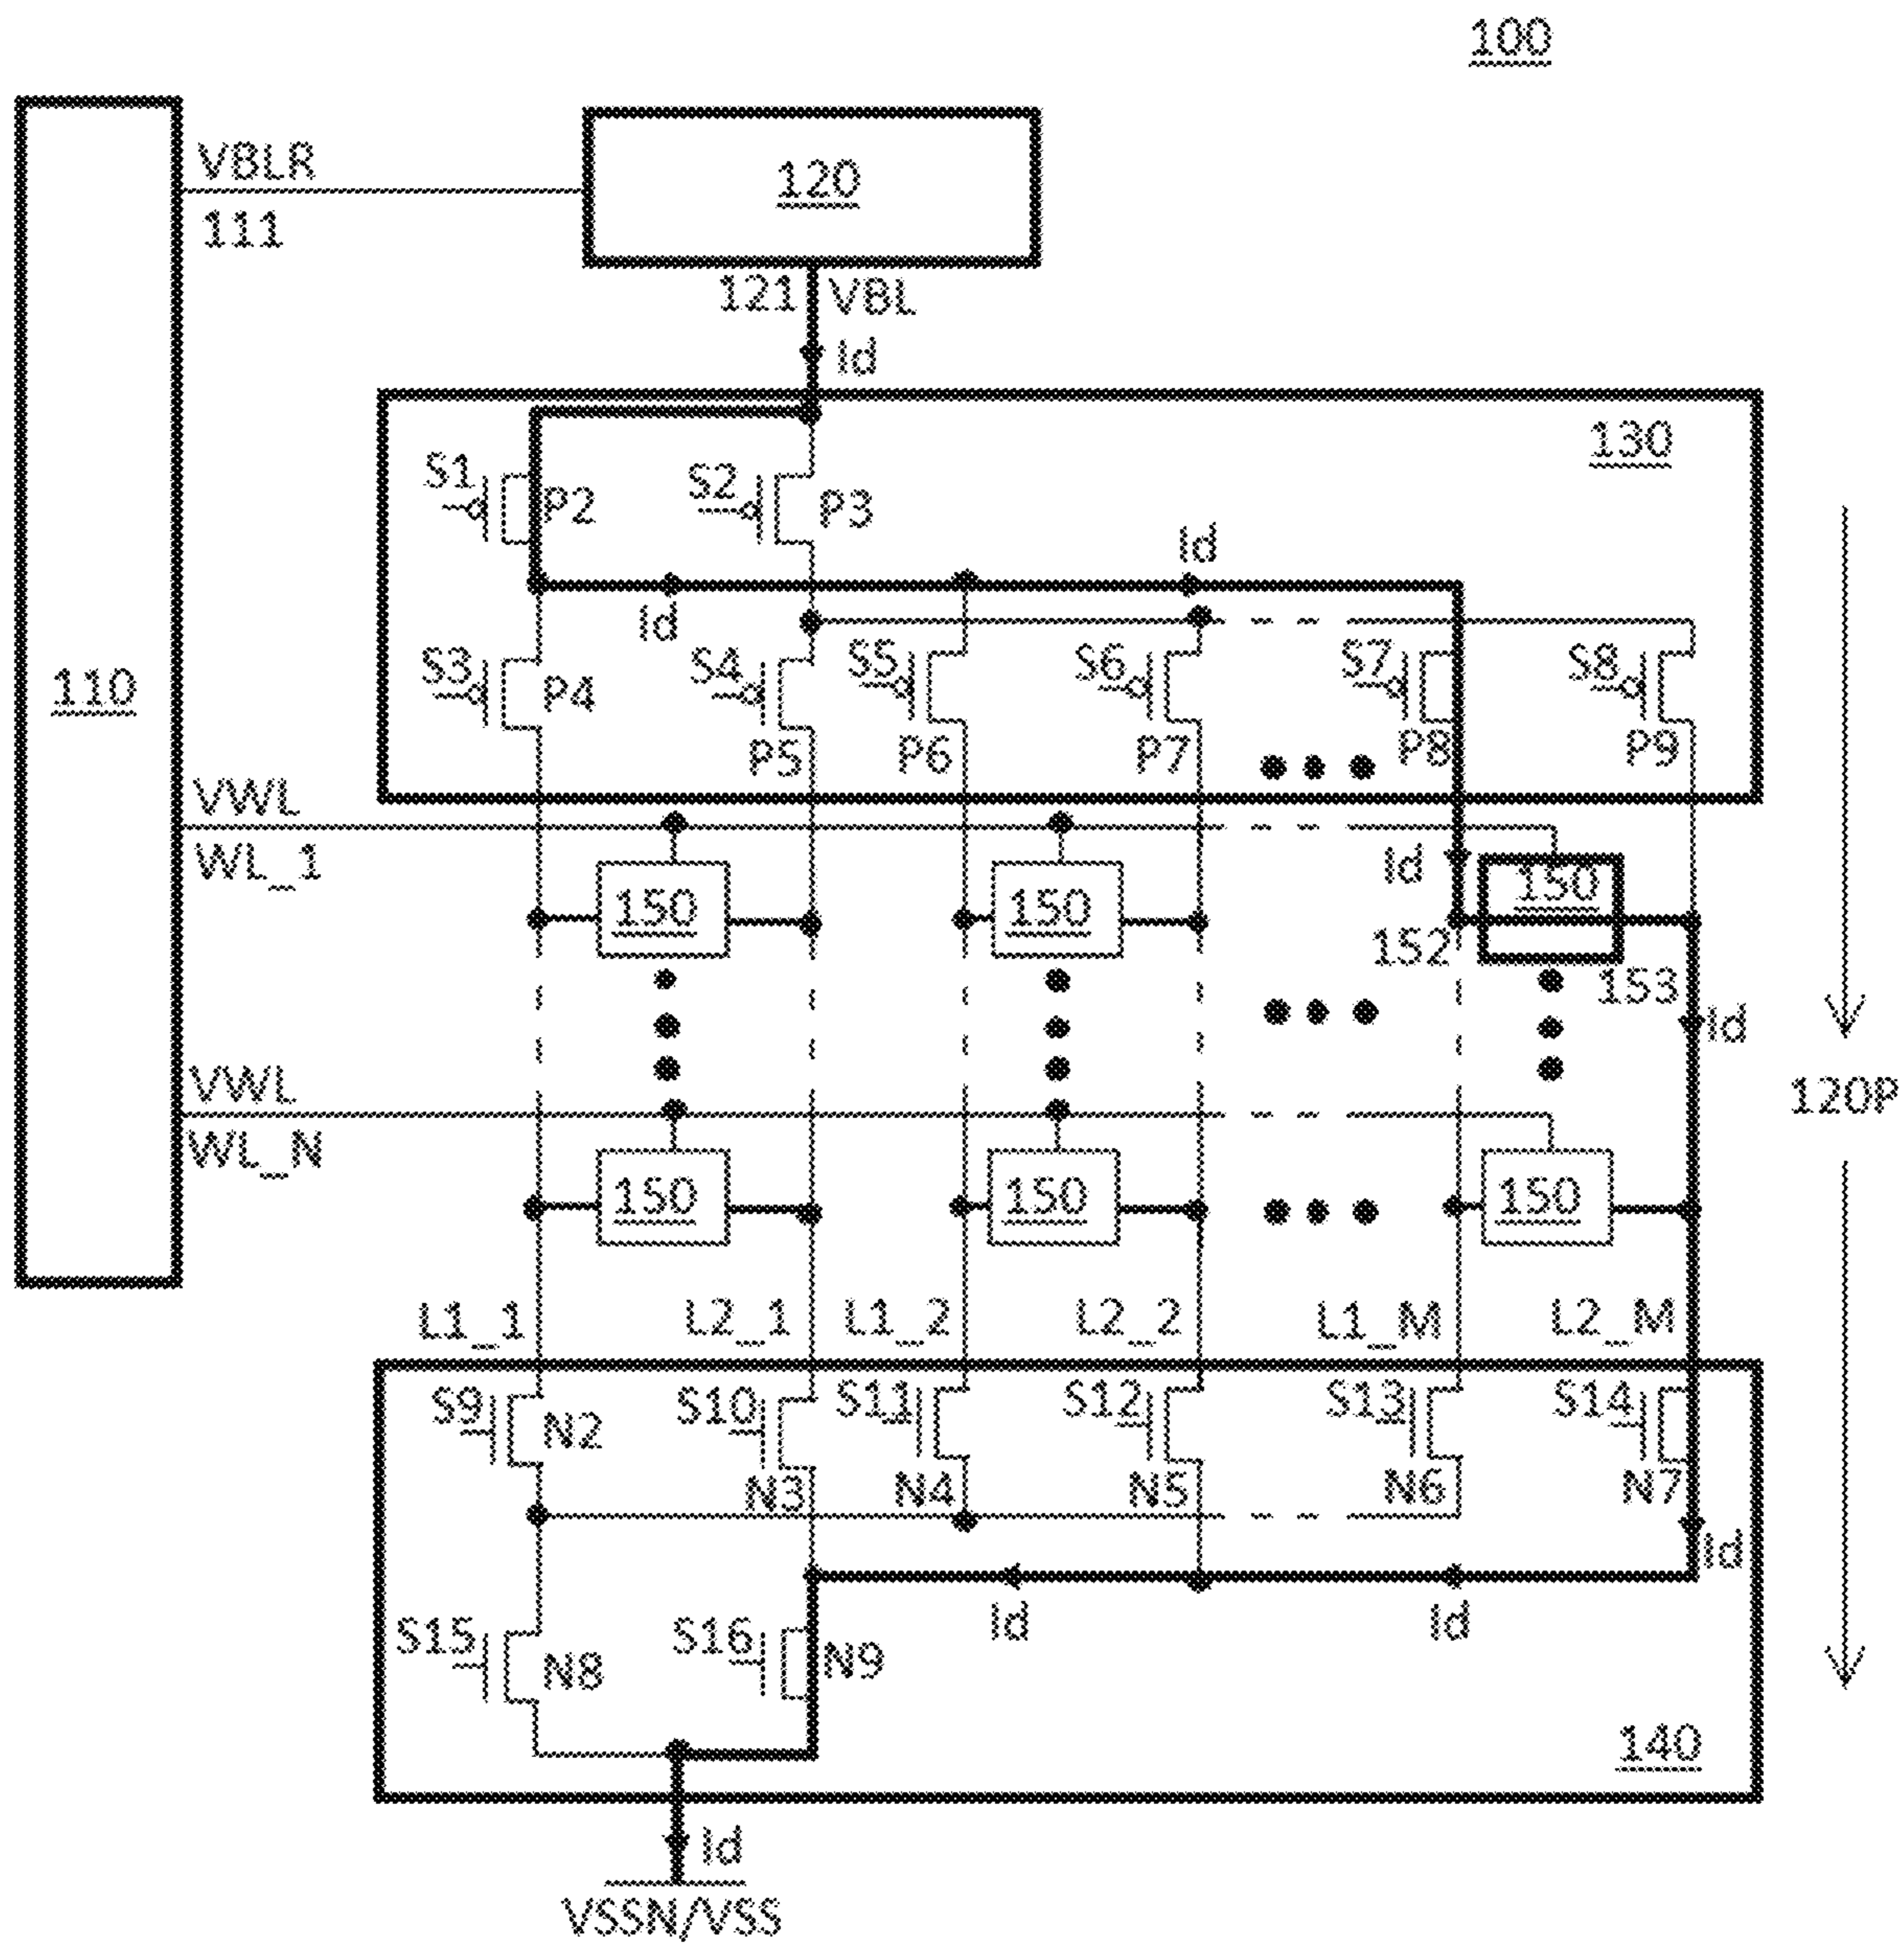 100
VBLR
120
111
121 VBL
Id
130
S1 P2 S2 P3
Id
Id
S3 P4 S4 S5 S6 S7 S8
110
P5 P6 P7 P8 P9
VWL
WL_1
Id
150 150 150
152
153
Id
VWL
120P
WL_N
150 150 150
L1_1 L2_1 L1_2 L2_2 L1_M L2_M
S9 N2 S10 S11 S12 S13 S14
N3 N4 N5 N6 N7
Id
Id Id
S15 N8 S16 N9
140
Id
VSSN/VSS